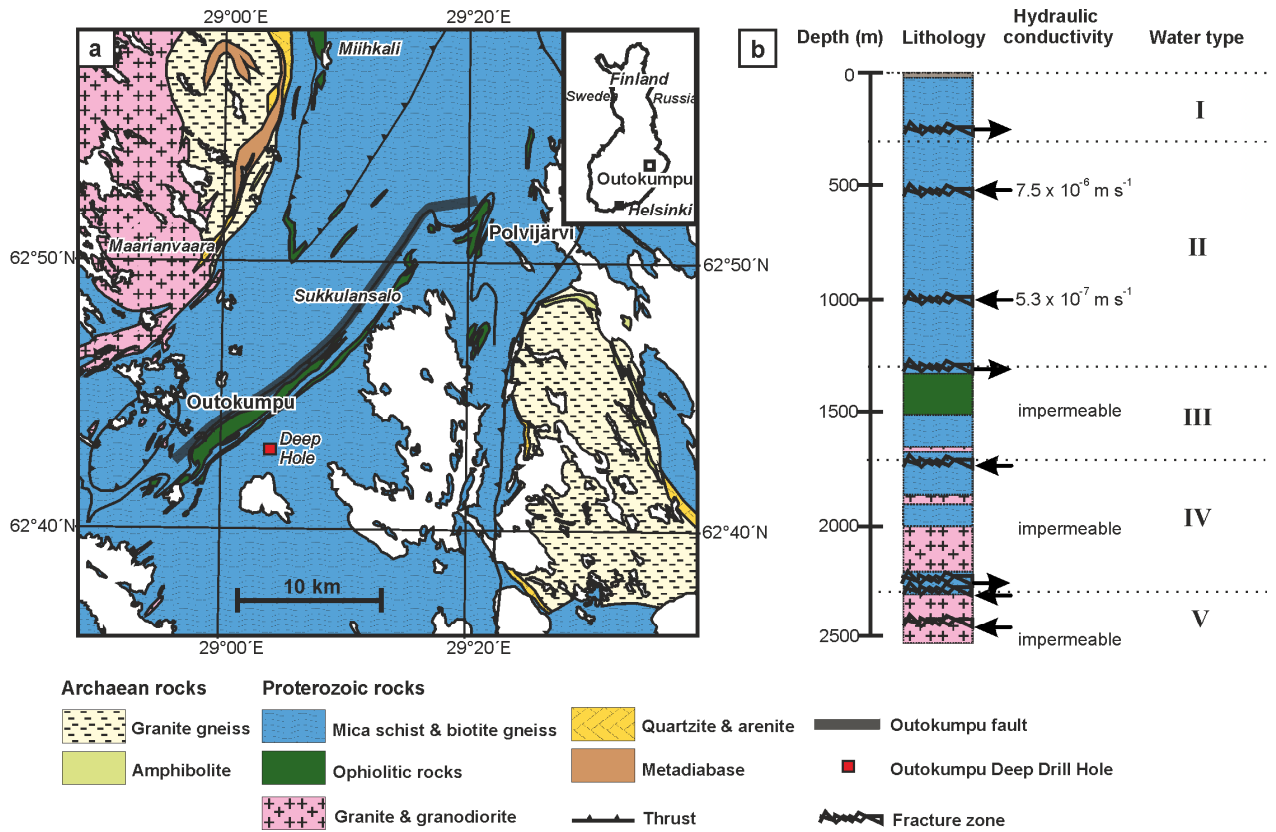 29°00´E
29°20´E
a
Miihkali
Finland
Sweden
Russia
Outokumpu
Helsinki
Maarianvaara
Polvijärvi
62°50´N
62°50´N
Sukkulansalo
Outokumpu
Deep
Hole
62°40´N
62°40´N
10 km
29°00´E
29°20´E
b
Depth (m)
Lithology
Hydraulic
conductivity
Water type
0
I
500
7.5 x 10⁻⁶ m s⁻¹
II
1000
5.3 x 10⁻⁷ m s⁻¹
1500
impermeable
III
2000
impermeable
IV
2500
impermeable
V
Archaean rocks
Granite gneiss
Amphibolite
Proterozoic rocks
Mica schist & biotite gneiss
Ophiolitic rocks
Granite & granodiorite
Quartzite & arenite
Metadiabase
Thrust
Outokumpu fault
Outokumpu Deep Drill Hole
Fracture zone